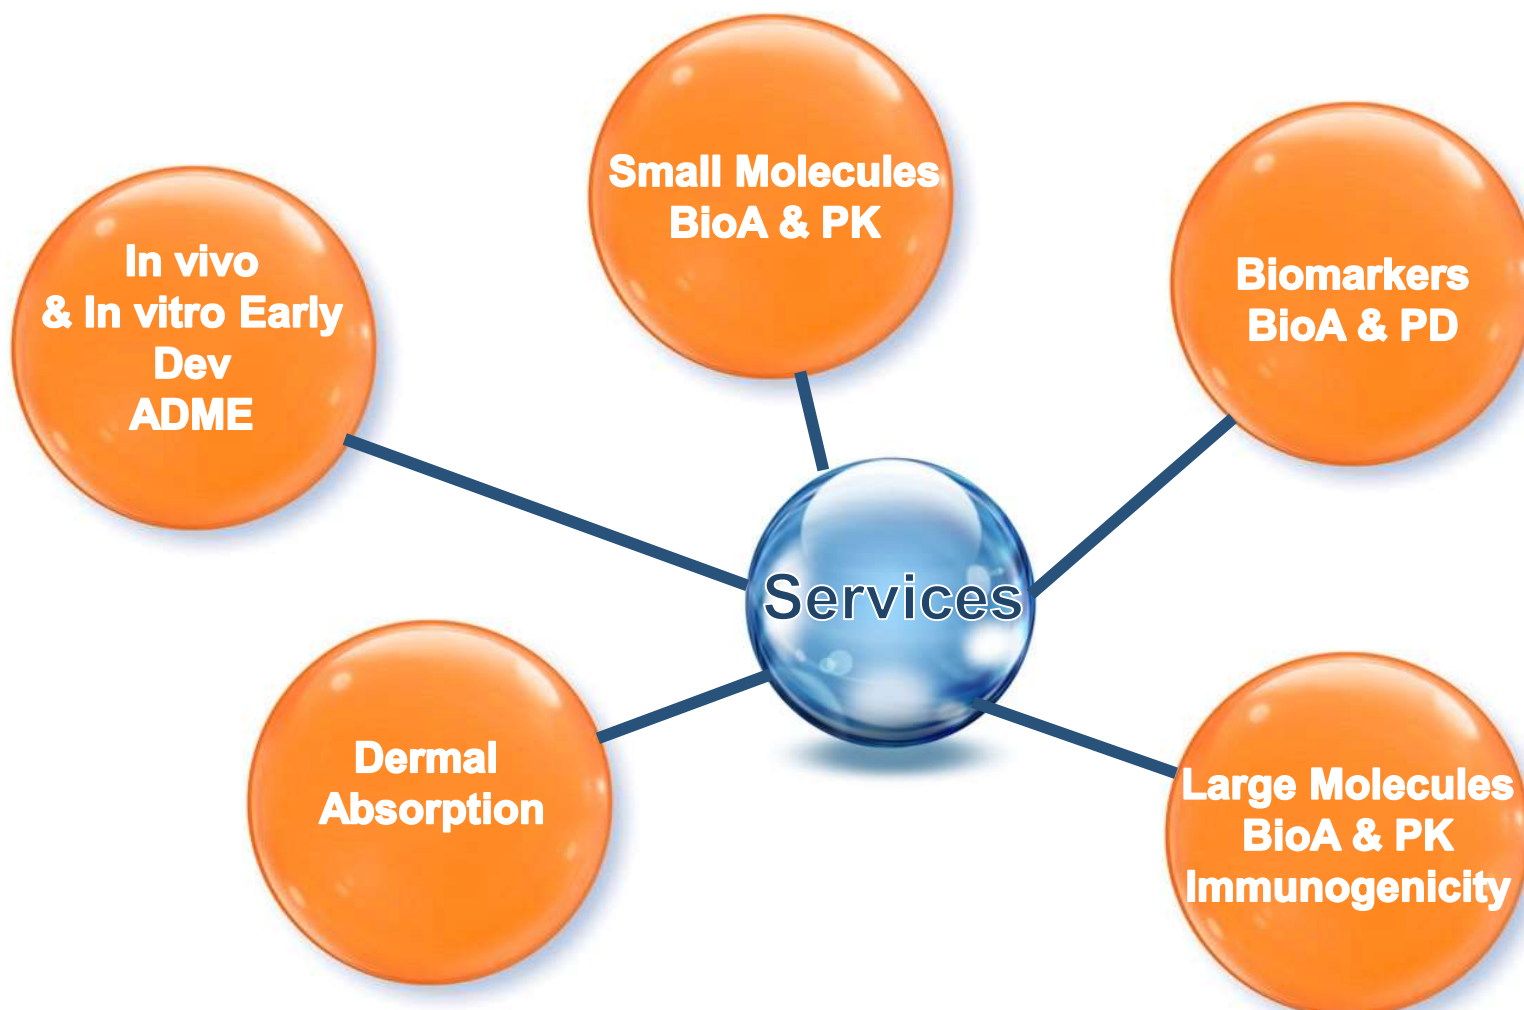 Small Molecules
BioA & PK
In vivo
& In vitro Early
Dev
ADME
Biomarkers
BioA & PD
Services
Dermal
Absorption
Large Molecules
BioA & PK
Immunogenicity